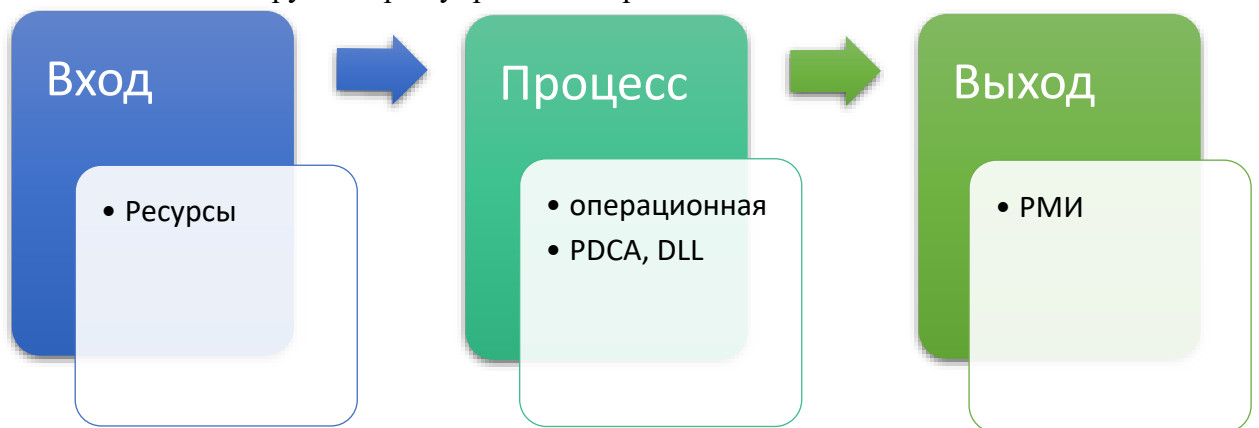 Вход
• Ресурсы
Процесс
• операционная
• PDCA, DLL
Выход
• РМИ